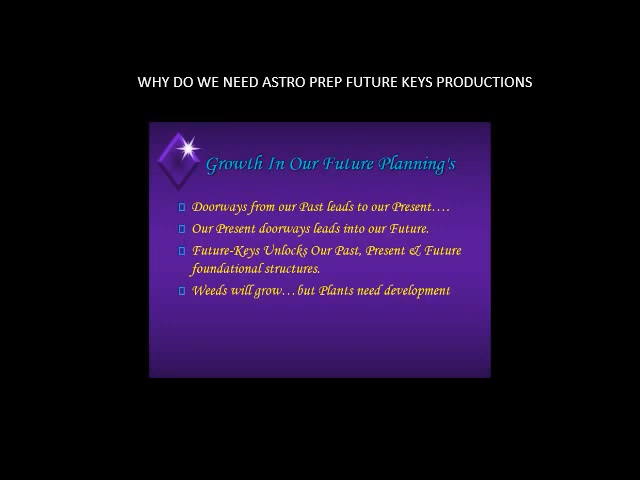 WHY DO WE NEED ASTRO PREP FUTURE KEYS PRODUCTIONS
Growth In Our Future Planning's
Doorways from our Past leads to our Present….
Our Present doorways leads into our Future.
Future-Keys Unlocks Our Past, Present & Future
foundational structures.
Weeds will grow…but Plants need development